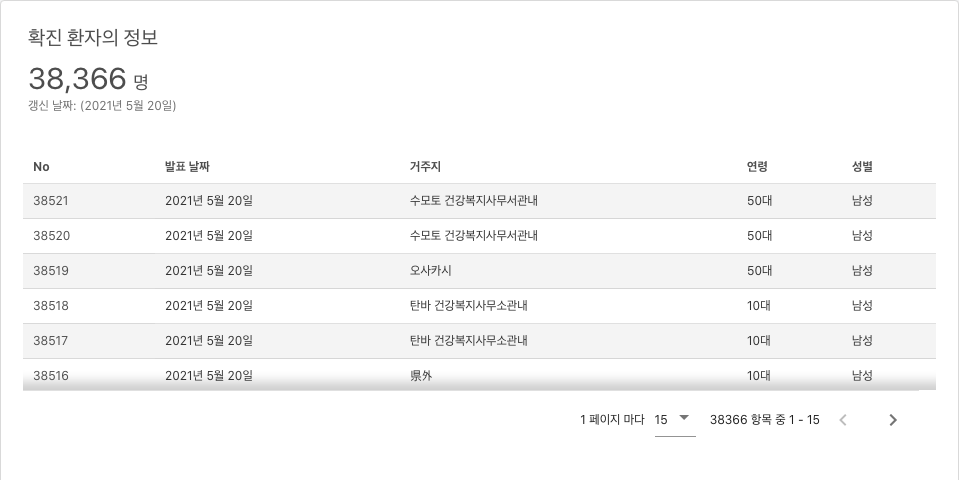 확진 환자의 정보
38,366 명
갱신 날짜: (2021년 5월 20일)
No 발표 날짜 거주지 연령 성별
38521 2021년 5월 20일 수모토 건강복지사무서관내 50대 남성
38520 2021년 5월 20일 수모토 건강복지사무서관내 50대 남성
38519 2021년 5월 20일 오사카시 50대 남성
38518 2021년 5월 20일 탄바 건강복지사무소관내 10대 남성
38517 2021년 5월 20일 탄바 건강복지사무소관내 10대 남성
38516 2021년 5월 20일 県外 10대 남성
1 페이지 마다 15 38366 항목 중 1 - 15